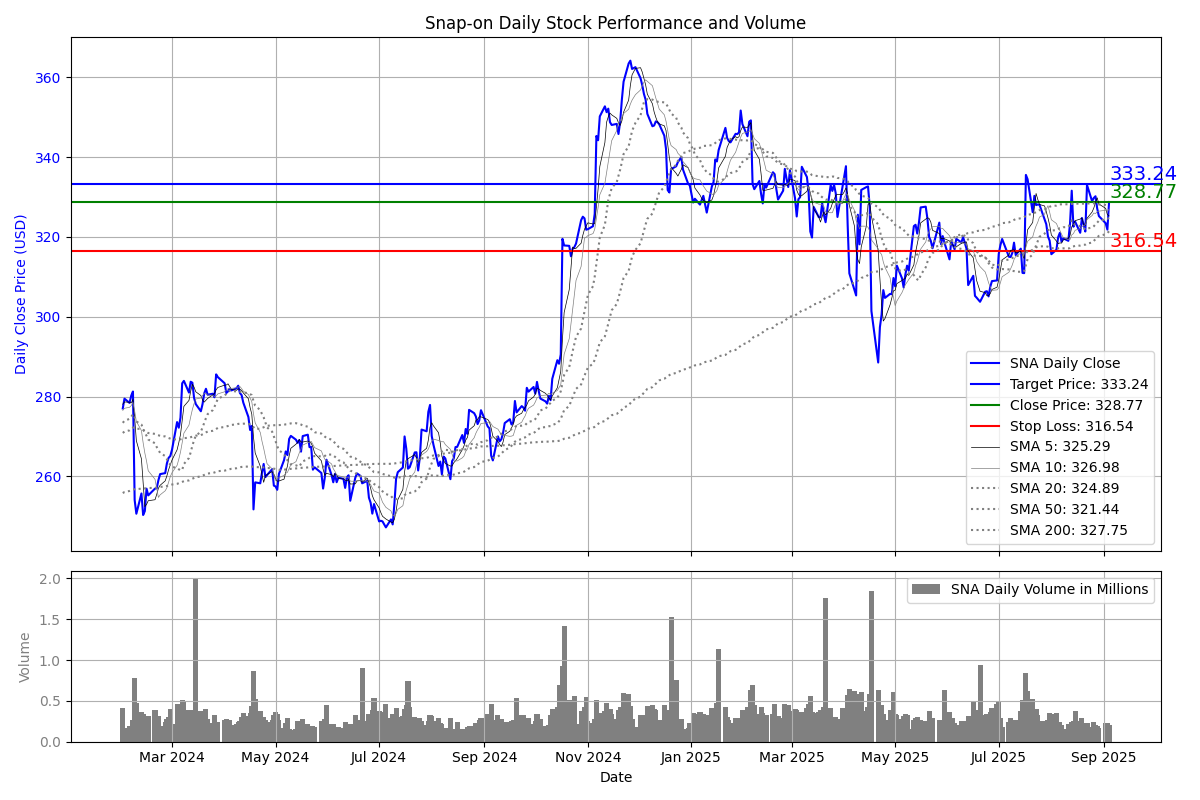 Snap-on Daily Stock Performance and Volume
Daily Close Price (USD)
360
340
320
300
280
260
333.24
328.77
316.54
SNA Daily Close
Target Price: 333.24
Close Price: 328.77
Stop Loss: 316.54
SMA 5: 325.29
SMA 10: 326.98
SMA 20: 324.89
SMA 50: 321.44
SMA 200: 327.75
Volume
2.0
1.5
1.0
0.5
0.0
SNA Daily Volume in Millions
Mar 2024 May 2024 Jul 2024 Sep 2024 Nov 2024 Jan 2025 Mar 2025 May 2025 Jul 2025 Sep 2025
Date